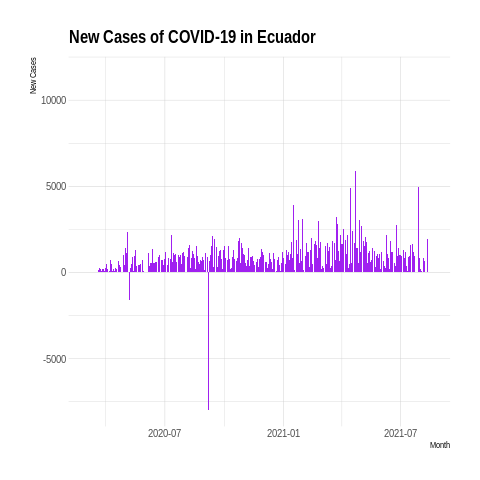 New Cases of COVID-19 in Ecuador
New Cases
10000
5000
0
-5000
2020-07
2021-01
2021-07
Month